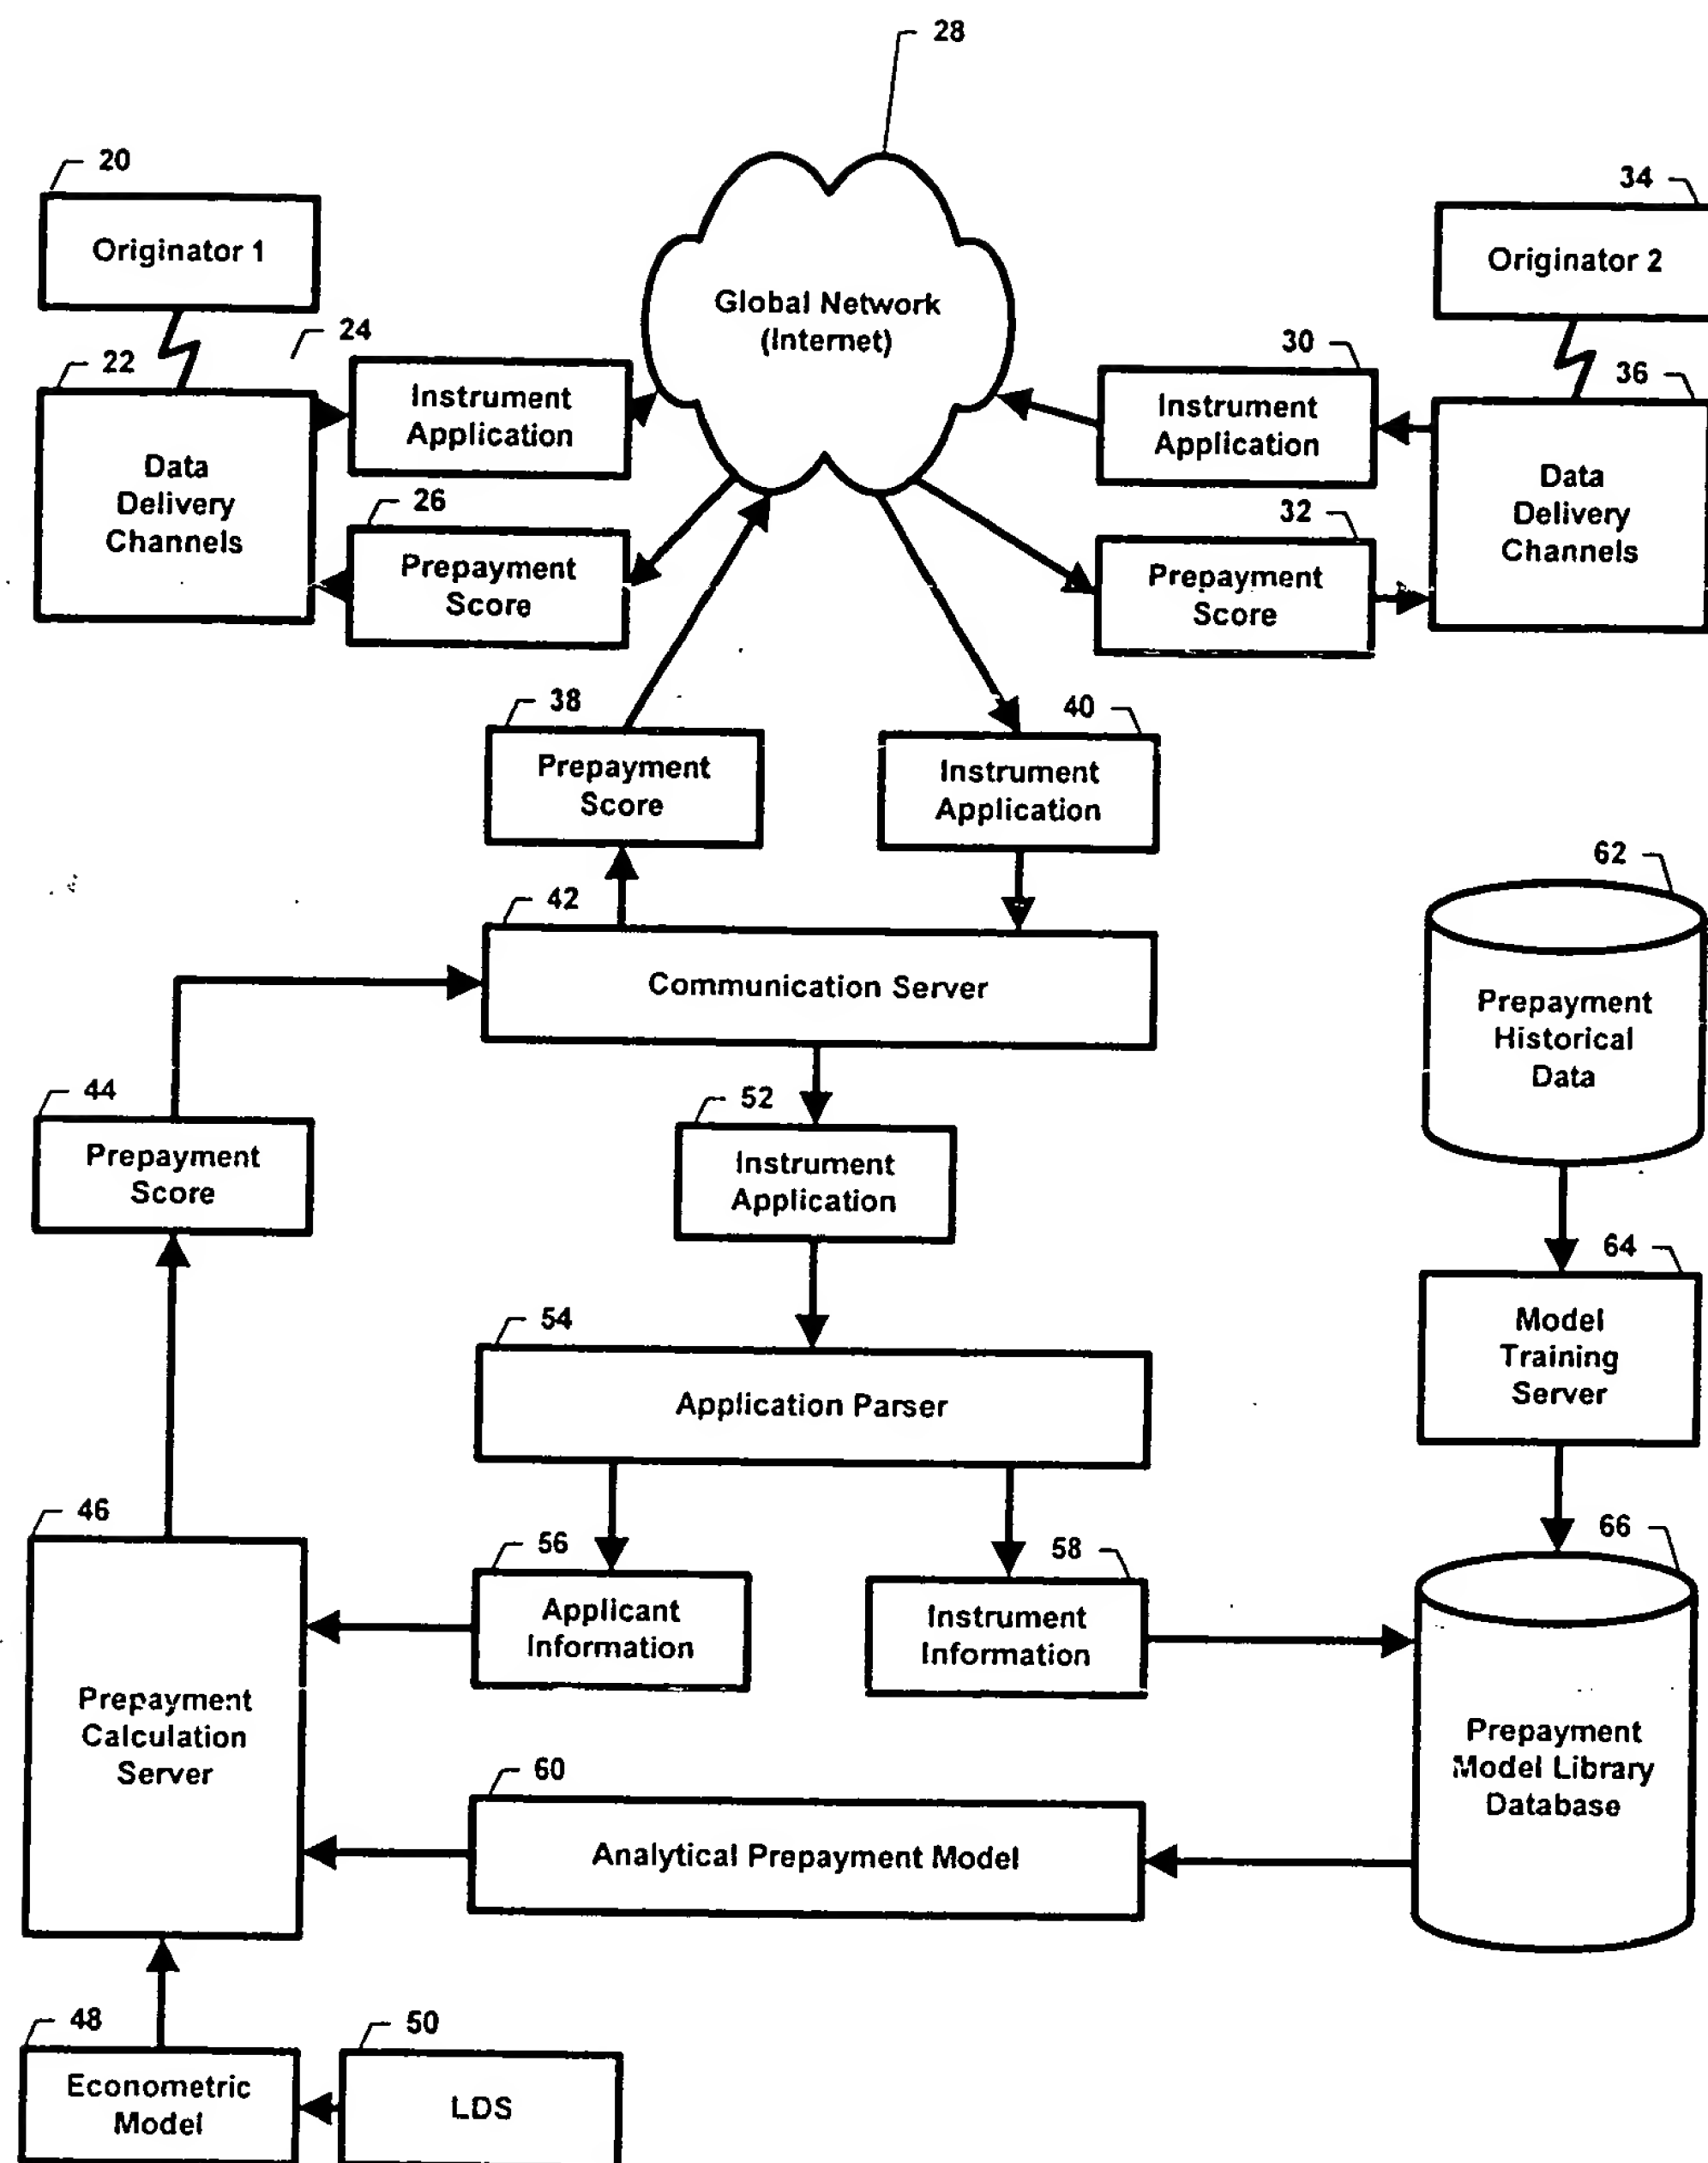 28
20
34
Originator 1
Originator 2
Global Network
(Internet)
24
30
22
36
Instrument
Application
Instrument
Application
Data
Delivery
Channels
Data
Delivery
Channels
26
32
Prepayment
Score
Prepayment
Score
38
40
Prepayment
Score
Instrument
Application
62
42
Communication Server
Prepayment
Historical
Data
44
52
Prepayment
Score
Instrument
Application
64
54
Model
Training
Server
Application Parser
46
56
58
66
Applicant
Information
Instrument
Information
Prepayment
Calculation
Server
Prepayment
Model Library
Database
60
Analytical Prepayment Model
48
50
Econometric
Model
LDS